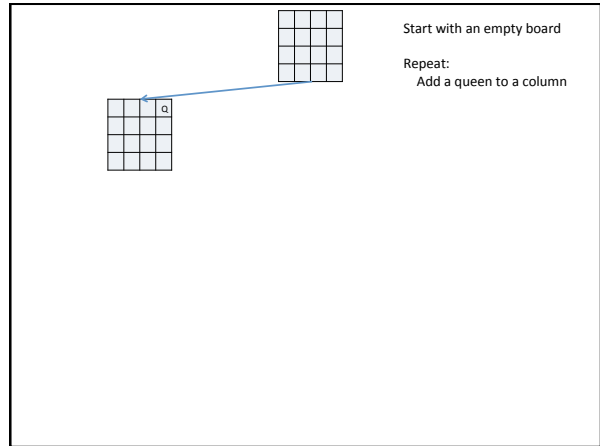 Start with an empty board
Repeat:
Add a queen to a column
Q